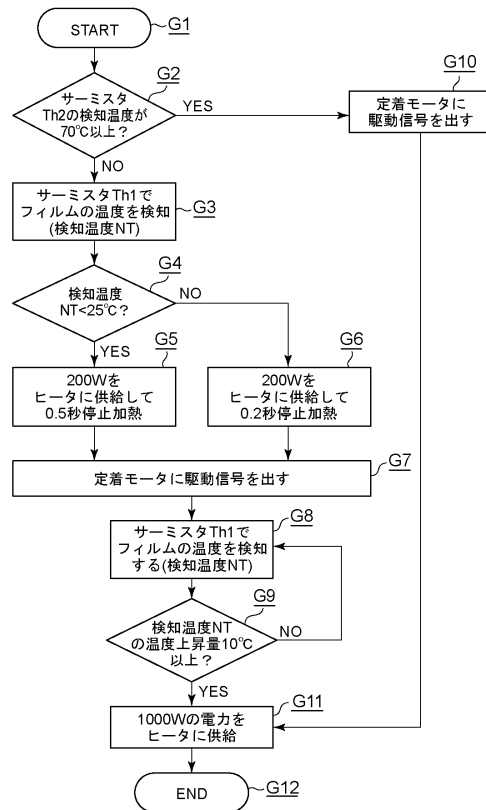 START
G1
サーミスタ
Th2の検知温度が
70℃以上？
G2
YES
NO
G10
定着モータに
駆動信号を出す
サーミスタTh1で
フィルムの温度を検知
(検知温度NT)
G3
G4
検知温度
NT<25℃？
NO
YES
G5
200Wを
ヒータに供給して
0.5秒停止加熱
G6
200Wを
ヒータに供給して
0.2秒停止加熱
定着モータに駆動信号を出す
G7
G8
サーミスタTh1で
フィルムの温度を検知
する(検知温度NT)
G9
検知温度NT
の温度上昇量10℃
以上？
NO
YES
G11
1000Wの電力を
ヒータに供給
END
G12